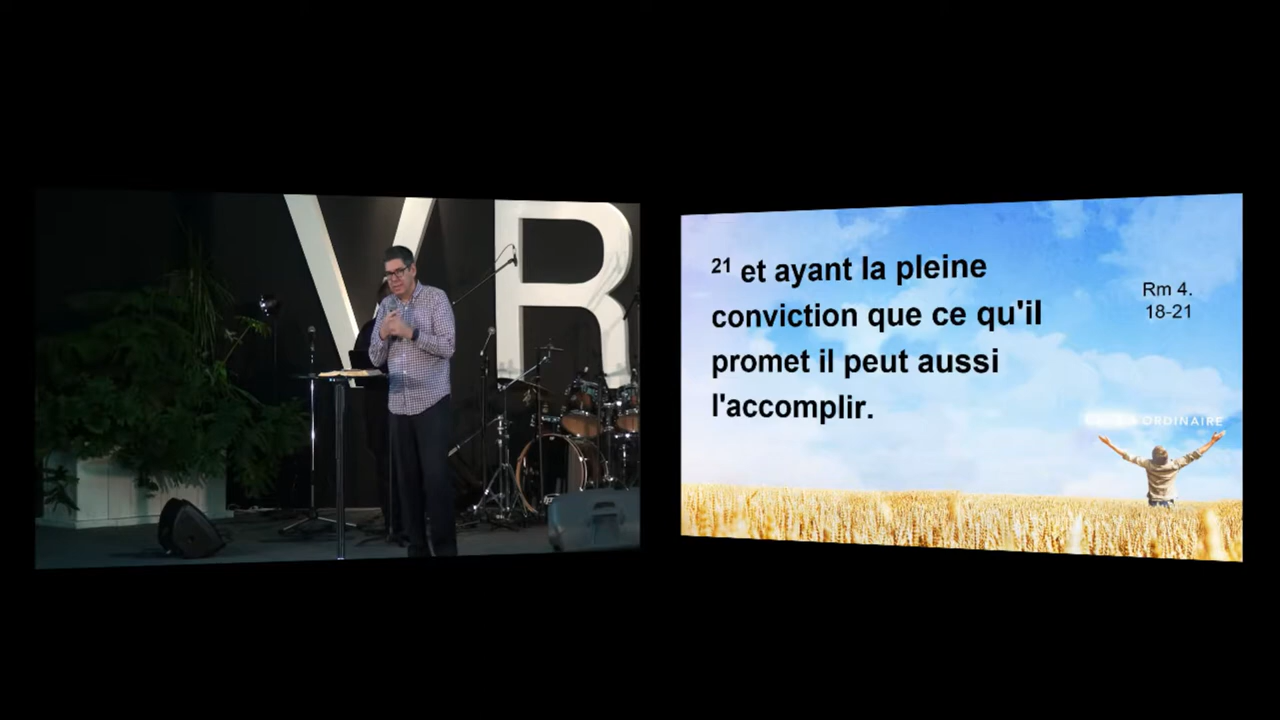 VR
21 et ayant la pleine
conviction que ce qu'il
promet il peut aussi
l'accomplir.
Rm 4.
18-21
ORDINAIRE